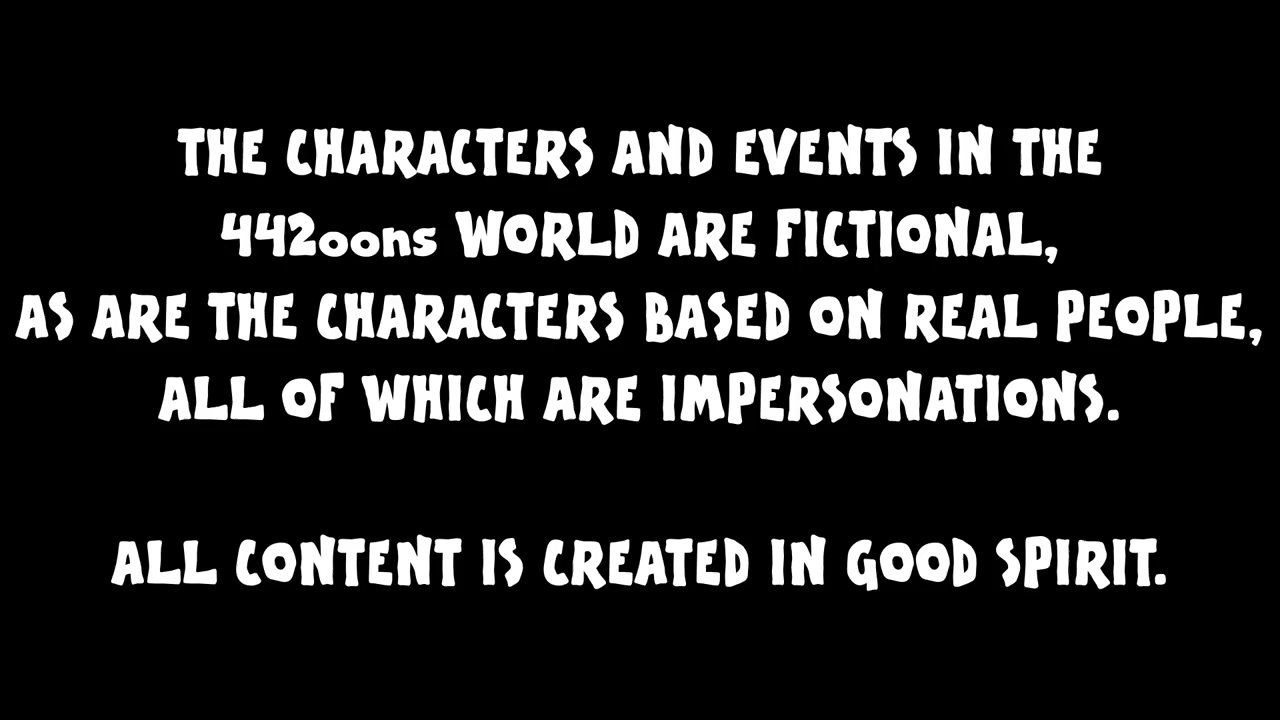 THE CHARACTERS AND EVENTS IN THE
442oons WORLD ARE FICTIONAL,
AS ARE THE CHARACTERS BASED ON REAL PEOPLE,
ALL OF WHICH ARE IMPERSONATIONS.
ALL CONTENT IS CREATED IN GOOD SPIRIT.